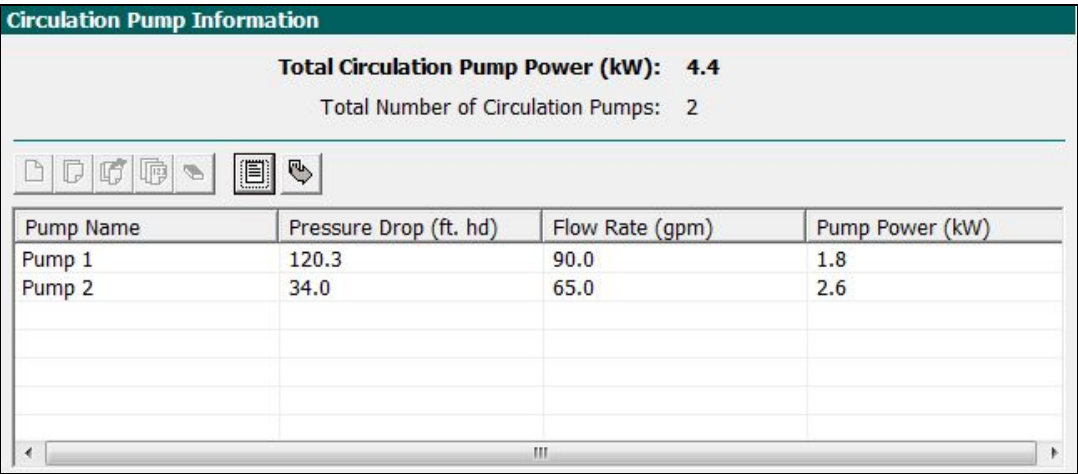 Circulation Pump Information
Total Circulation Pump Power (kW): 4.4
Total Number of Circulation Pumps: 2
Pump Name Pressure Drop (ft. hd) Flow Rate (gpm) Pump Power (kW)
Pump 1 120.3 90.0 1.8
Pump 2 34.0 65.0 2.6